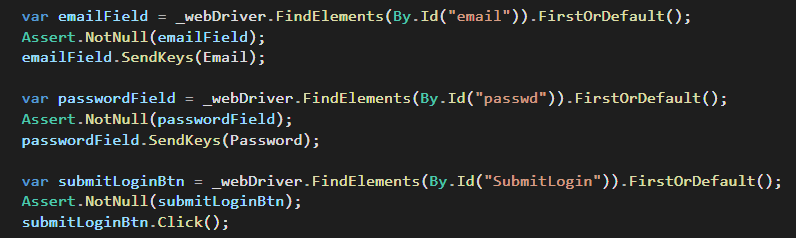 var emailField = _webDriver.FindElements(By.Id("email")).FirstOrDefault();
Assert.NotNull(emailField);
emailField.SendKeys(Email);
var passwordField = _webDriver.FindElements(By.Id("passwd")).FirstOrDefault();
Assert.NotNull(passwordField);
passwordField.SendKeys(Password);
var submitLoginBtn = _webDriver.FindElements(By.Id("SubmitLogin")).FirstOrDefault();
Assert.NotNull(submitLoginBtn);
submitLoginBtn.Click();